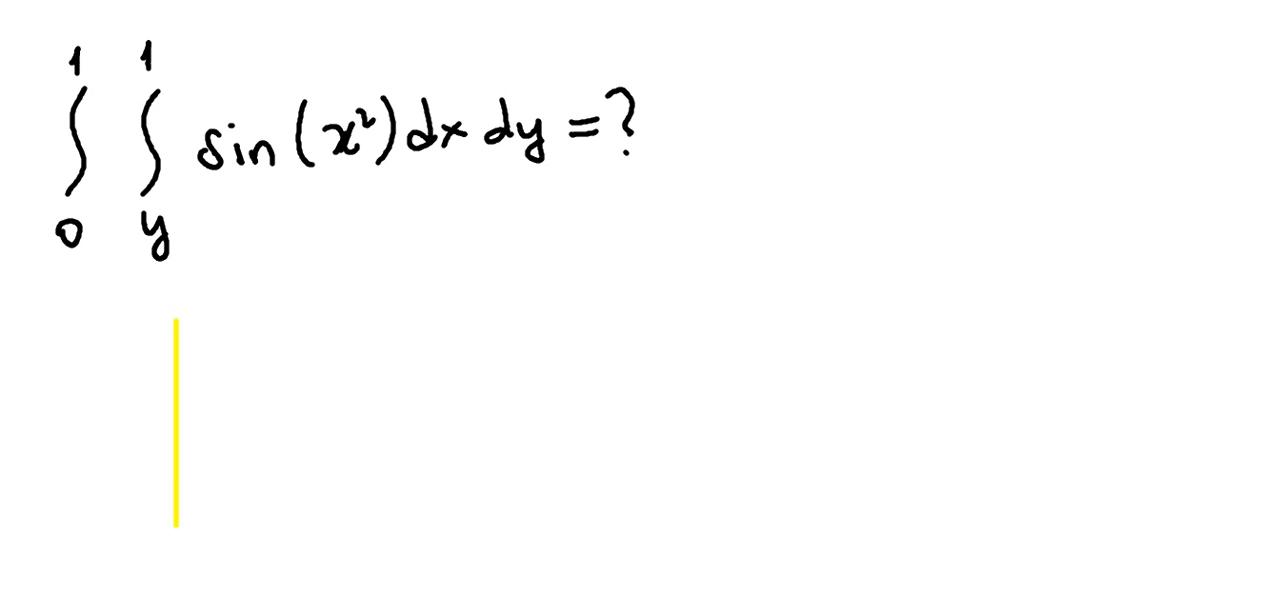 ∫₀¹ ∫ᵧ¹ sin(x²) dx dy = ?